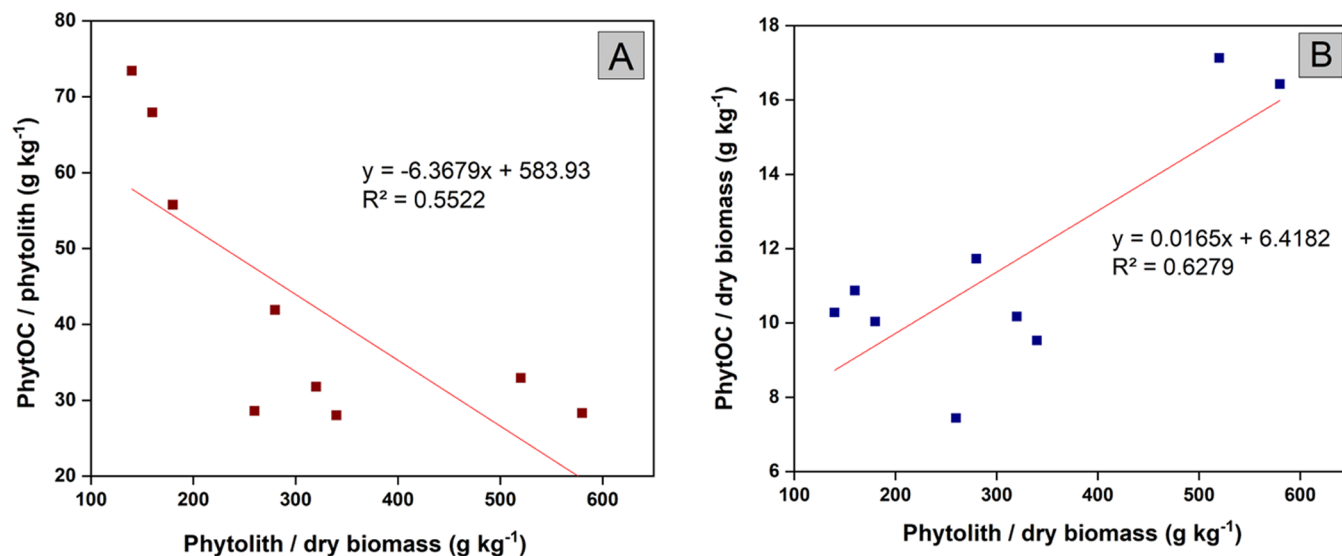 A
PhytOC / phytolith (g kg⁻¹)
80
70
60
50
40
30
20
y = -6.3679x + 583.93
R² = 0.5522
100 200 300 400 500 600
Phytolith / dry biomass (g kg⁻¹)
B
PhytOC / dry biomass (g kg⁻¹)
18
16
14
12
10
8
6
y = 0.0165x + 6.4182
R² = 0.6279
100 200 300 400 500 600
Phytolith / dry biomass (g kg⁻¹)